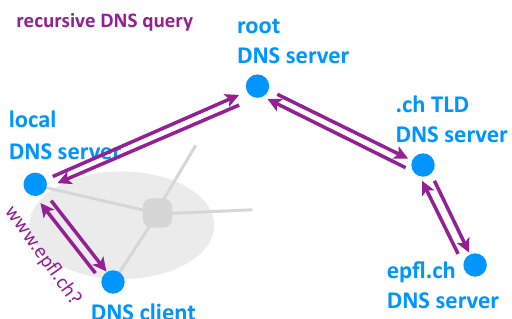 recursive DNS query
root
DNS server
.ch TLD
DNS server
local
DNS server
www.epfl.ch?
epfl.ch
DNS server
DNS client